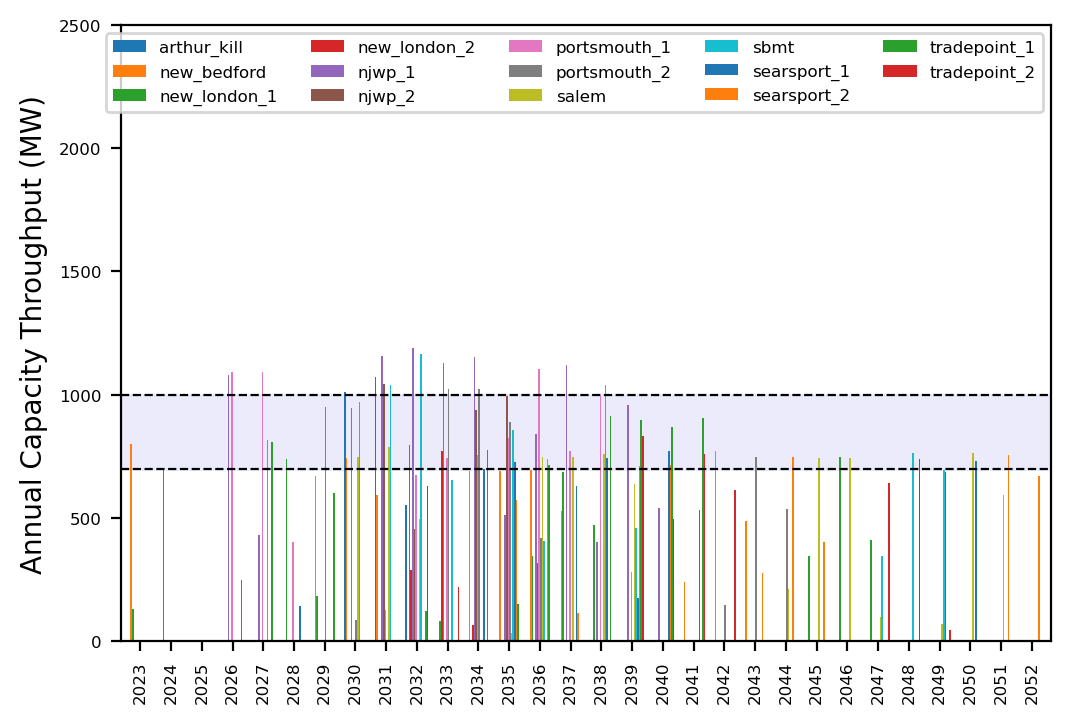 2500
2000
1500
1000
500
0
Annual Capacity Throughput (MW)
arthur_kill
new_bedford
new_london_1
new_london_2
njwp_1
njwp_2
portsmouth_1
portsmouth_2
salem
sbmt
searsport_1
searsport_2
tradepoint_1
tradepoint_2
2023
2024
2025
2026
2027
2028
2029
2030
2031
2032
2033
2034
2035
2036
2037
2038
2039
2040
2041
2042
2043
2044
2045
2046
2047
2048
2049
2050
2051
2052